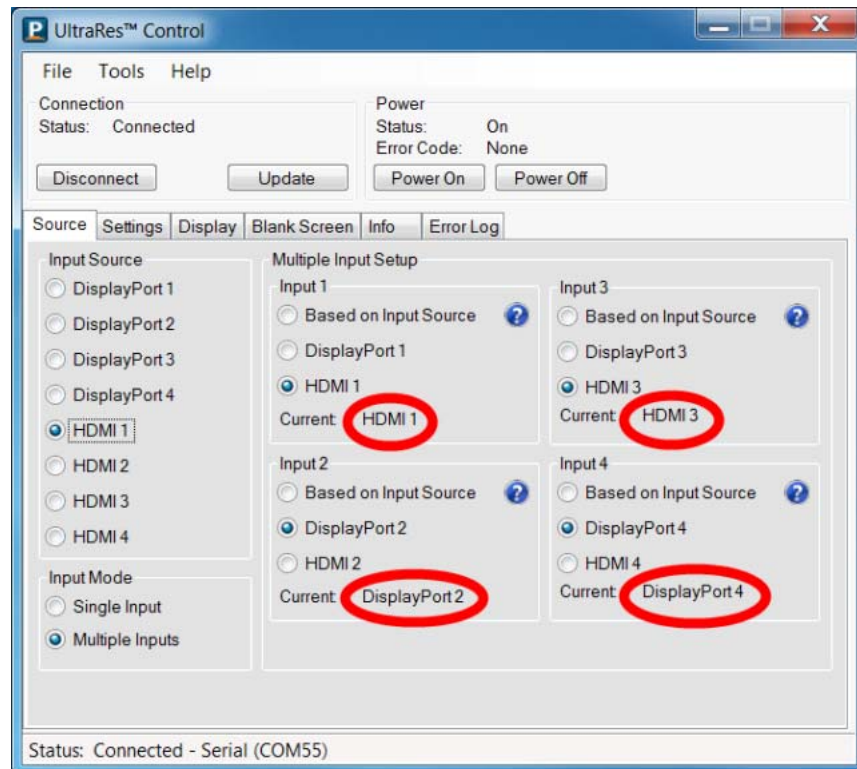 UltraRes™ Control
File Tools Help
Connection
Status: Connected
Disconnect Update
Power
Status: On
Error Code: None
Power On Power Off
Source Settings Display Blank Screen Info Error Log
Input Source
DisplayPort 1
DisplayPort 2
DisplayPort 3
DisplayPort 4
HDMI 1
HDMI 2
HDMI 3
HDMI 4
Input Mode
Single Input
Multiple Inputs
Multiple Input Setup
Input 1
Based on Input Source ?
DisplayPort 1
HDMI 1
Current: HDMI 1
Input 2
Based on Input Source ?
DisplayPort 2
HDMI 2
Current: DisplayPort 2
Input 3
Based on Input Source ?
DisplayPort 3
HDMI 3
Current: HDMI 3
Input 4
Based on Input Source ?
DisplayPort 4
HDMI 4
Current: DisplayPort 4
Status: Connected - Serial (COM55)